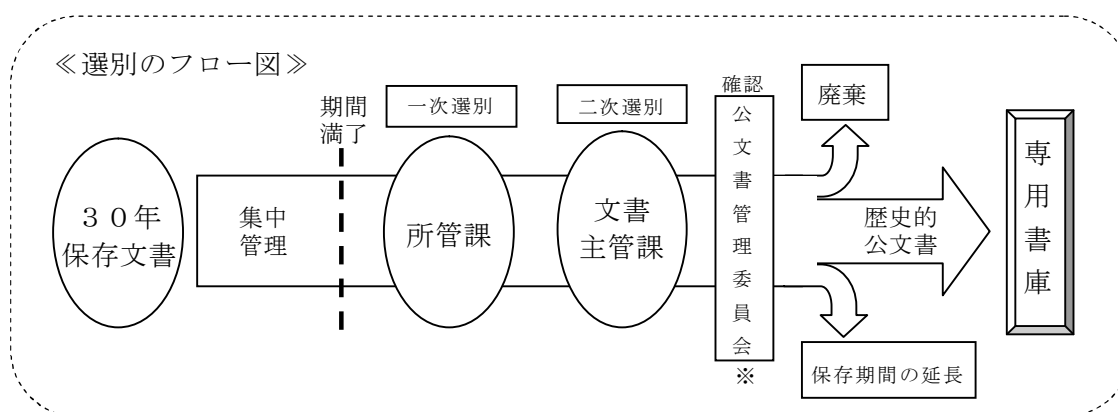 ≪選別のフロー図≫
30年
保存文書
集中
管理
期間
満了
一次選別
所管課
二次選別
文書
主管課
確認
公文書管理委員会
※
廃棄
歴史的
公文書
保存期間の延長
専用書庫